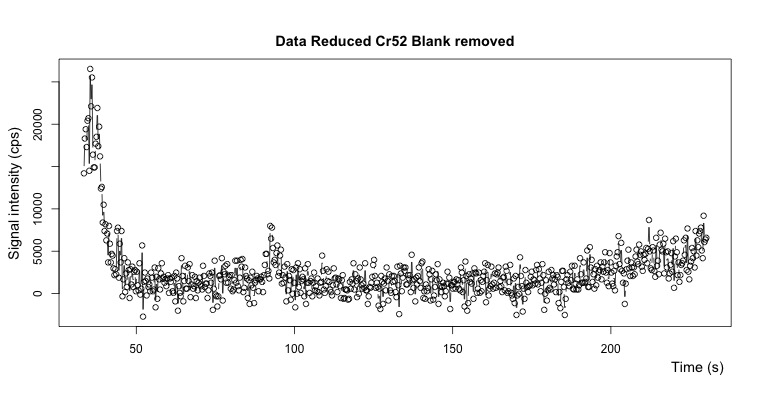 Data Reduced Cr52 Blank removed
Signal intensity (cps)
20000
10000
5000
0
50
100
150
200
Time (s)